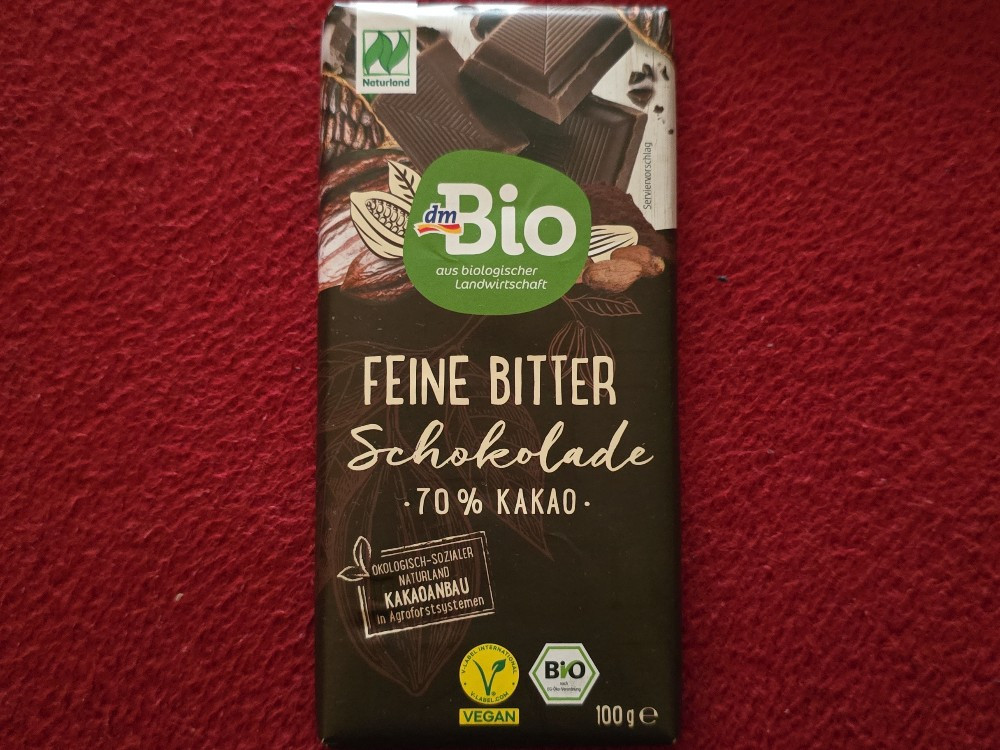 Naturland
Serviervorschlag
dm
Bio
aus biologischer
Landwirtschaft
FEINE BITTER
Schokolade
· 70 % KAKAO ·
ÖKOLOGISCH-SOZIALER
NATURLAND
KAKAOANBAU
in Agroforstsystemen
V-LABEL INTERNATIONAL
V-LABEL.COM
VEGAN
BiO
nach
EG-Öko-Verordnung
100 g ℮